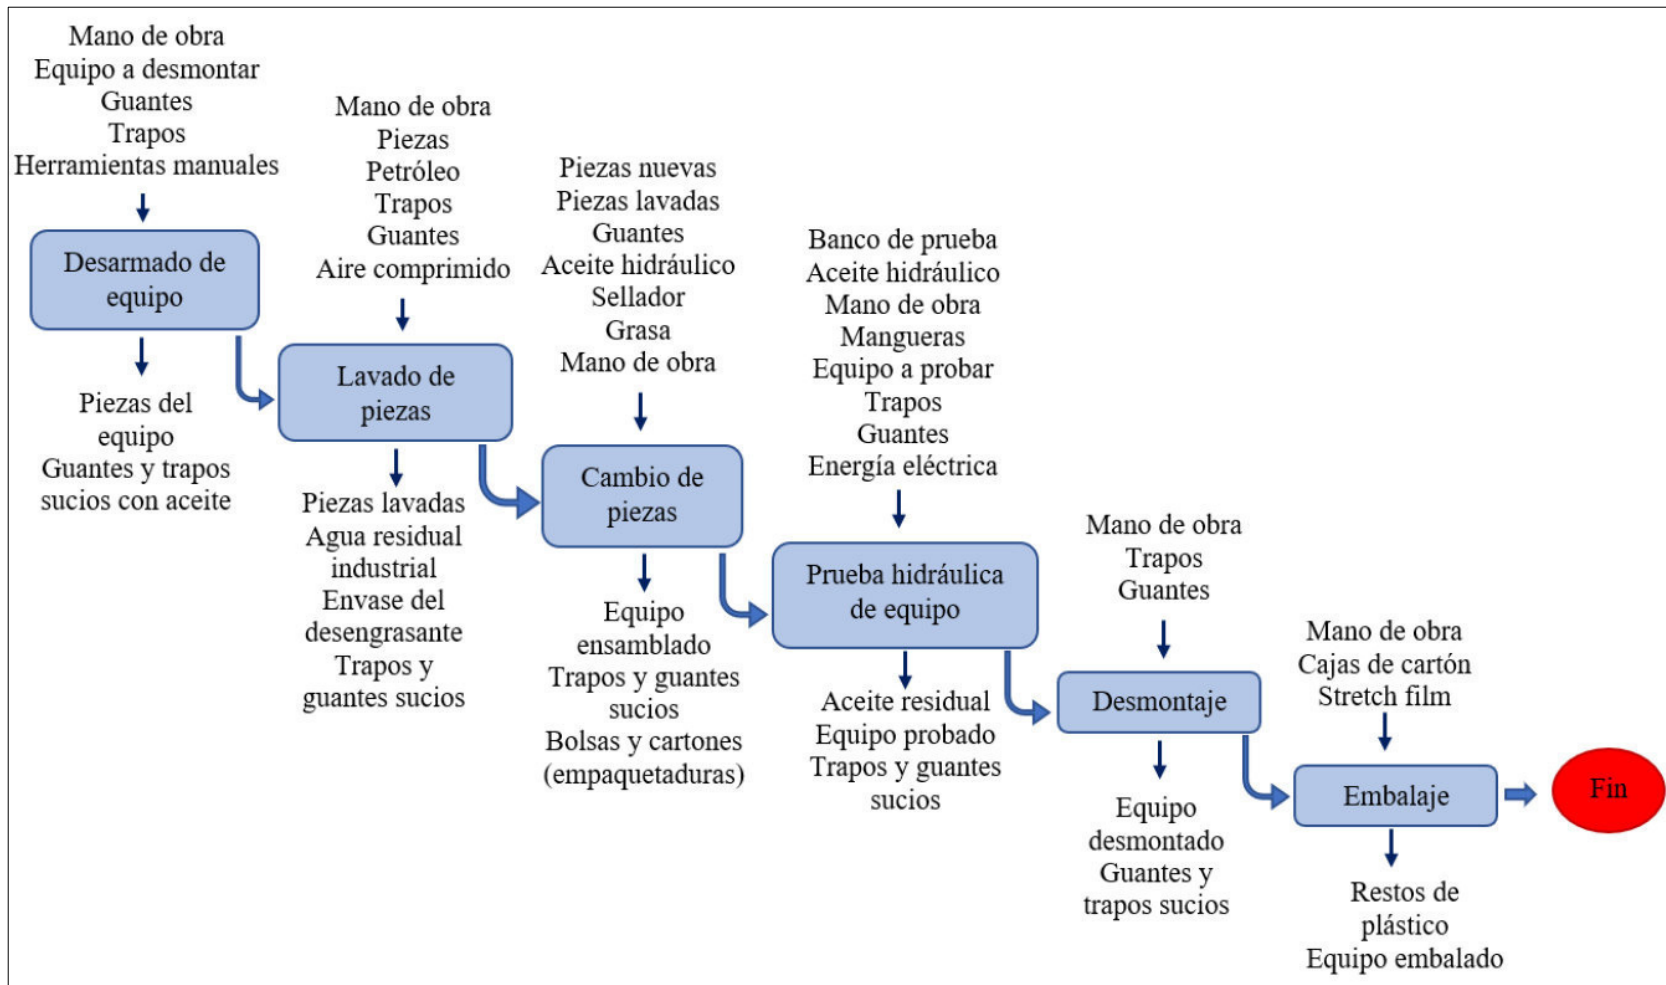 Mano de obra
Equipo a desmontar
Guantes
Trapos
Herramientas manuales
Desarmado de
equipo
Piezas del
equipo
Guantes y trapos
sucios con aceite
Mano de obra
Piezas
Petróleo
Trapos
Guantes
Aire comprimido
Lavado de
piezas
Piezas lavadas
Agua residual
industrial
Envase del
desengrasante
Trapos y
guantes sucios
Piezas nuevas
Piezas lavadas
Guantes
Aceite hidráulico
Sellador
Grasa
Mano de obra
Cambio de
piezas
Equipo
ensamblado
Trapos y guantes
sucios
Bolsas y cartones
(empaquetaduras)
Banco de prueba
Aceite hidráulico
Mano de obra
Mangueras
Equipo a probar
Trapos
Guantes
Energía eléctrica
Prueba hidráulica
de equipo
Aceite residual
Equipo probado
Trapos y guantes
sucios
Mano de obra
Trapos
Guantes
Desmontaje
Equipo
desmontado
Guantes y
trapos sucios
Mano de obra
Cajas de cartón
Stretch film
Embalaje
Restos de
plástico
Equipo embalado
Fin